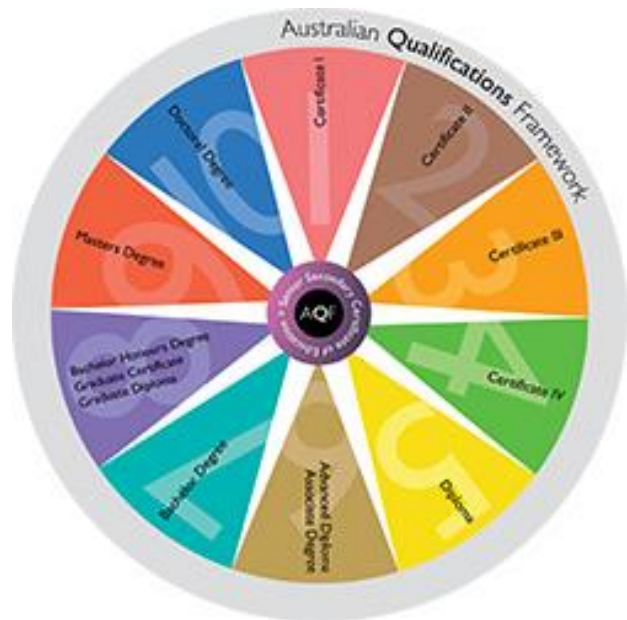 Australian Qualifications Framework
Certificate I
1
Certificate II
2
Certificate III
3
Certificate IV
4
Diploma
5
Advanced Diploma
Associate Degree
6
Bachelor Degree
7
Bachelor Honours Degree
Graduate Certificate
Graduate Diploma
8
Masters Degree
9
Doctoral Degree
10
Senior Secondary Certificate of Education
AQF